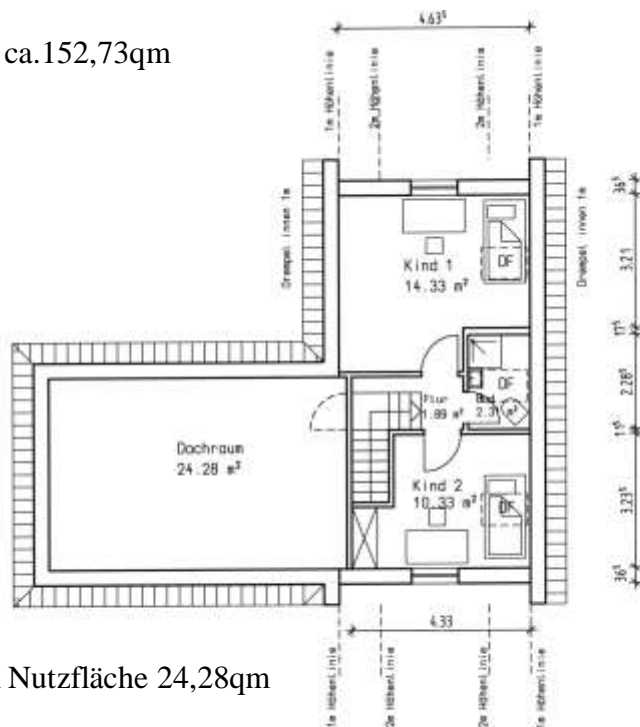 4.63⁵
ca.152,73qm
1m Höhenlinie
2m Höhenlinie
2m Höhenlinie
1m Höhenlinie
Drempel innen 1m
Drempel innen 1m
36⁵
3.21
17⁵
2.26⁵
11⁵
3.23⁵
36⁵
Kind 1
14.33 m²
DF
DF
Flur
1.89 m²
Bad
2.31 m²
Dachraum
24.28 m²
Kind 2
10.33 m²
DF
4.33
Nutzfläche 24,28qm
1m Höhenlinie
2m Höhenlinie
2m Höhenlinie
1m Höhenlinie